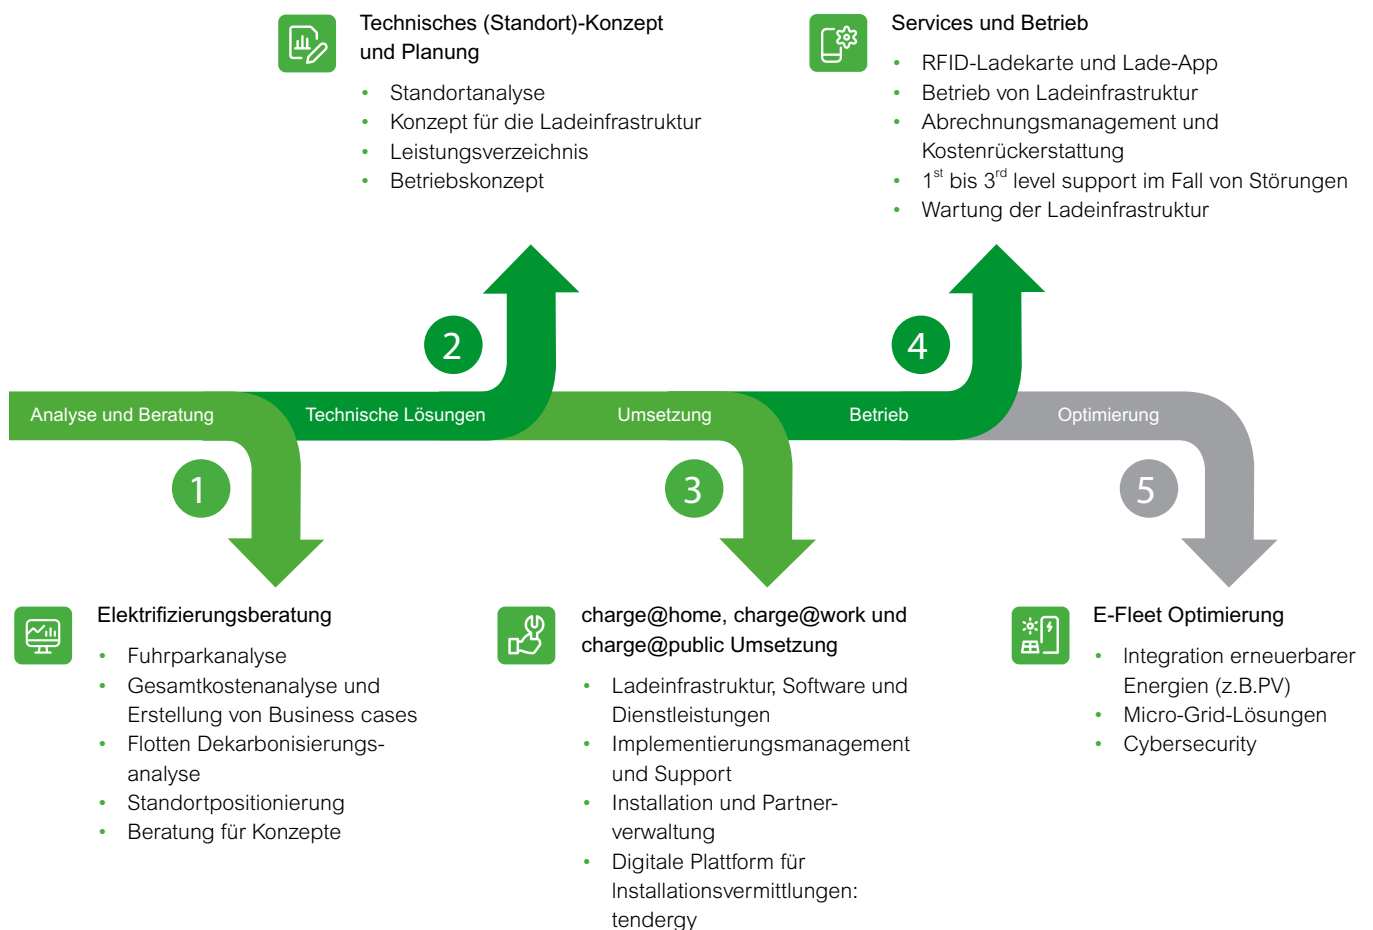 Technisches (Standort)-Konzept
und Planung
• Standortanalyse
• Konzept für die Ladeinfrastruktur
• Leistungsverzeichnis
• Betriebskonzept
Services und Betrieb
• RFID-Ladekarte und Lade-App
• Betrieb von Ladeinfrastruktur
• Abrechnungsmanagement und
Kostenrückerstattung
• 1st bis 3rd level support im Fall von Störungen
• Wartung der Ladeinfrastruktur
2
4
Analyse und Beratung
Technische Lösungen
Umsetzung
Betrieb
Optimierung
1
3
5
Elektrifizierungsberatung
• Fuhrparkanalyse
• Gesamtkostenanalyse und
Erstellung von Business cases
• Flotten Dekarbonisierungs-
analyse
• Standortpositionierung
• Beratung für Konzepte
charge@home, charge@work und
charge@public Umsetzung
• Ladeinfrastruktur, Software und
Dienstleistungen
• Implementierungsmanagement
und Support
• Installation und Partner-
verwaltung
• Digitale Plattform für
Installationsvermittlungen:
tendergy
E-Fleet Optimierung
• Integration erneuerbarer
Energien (z.B.PV)
• Micro-Grid-Lösungen
• Cybersecurity